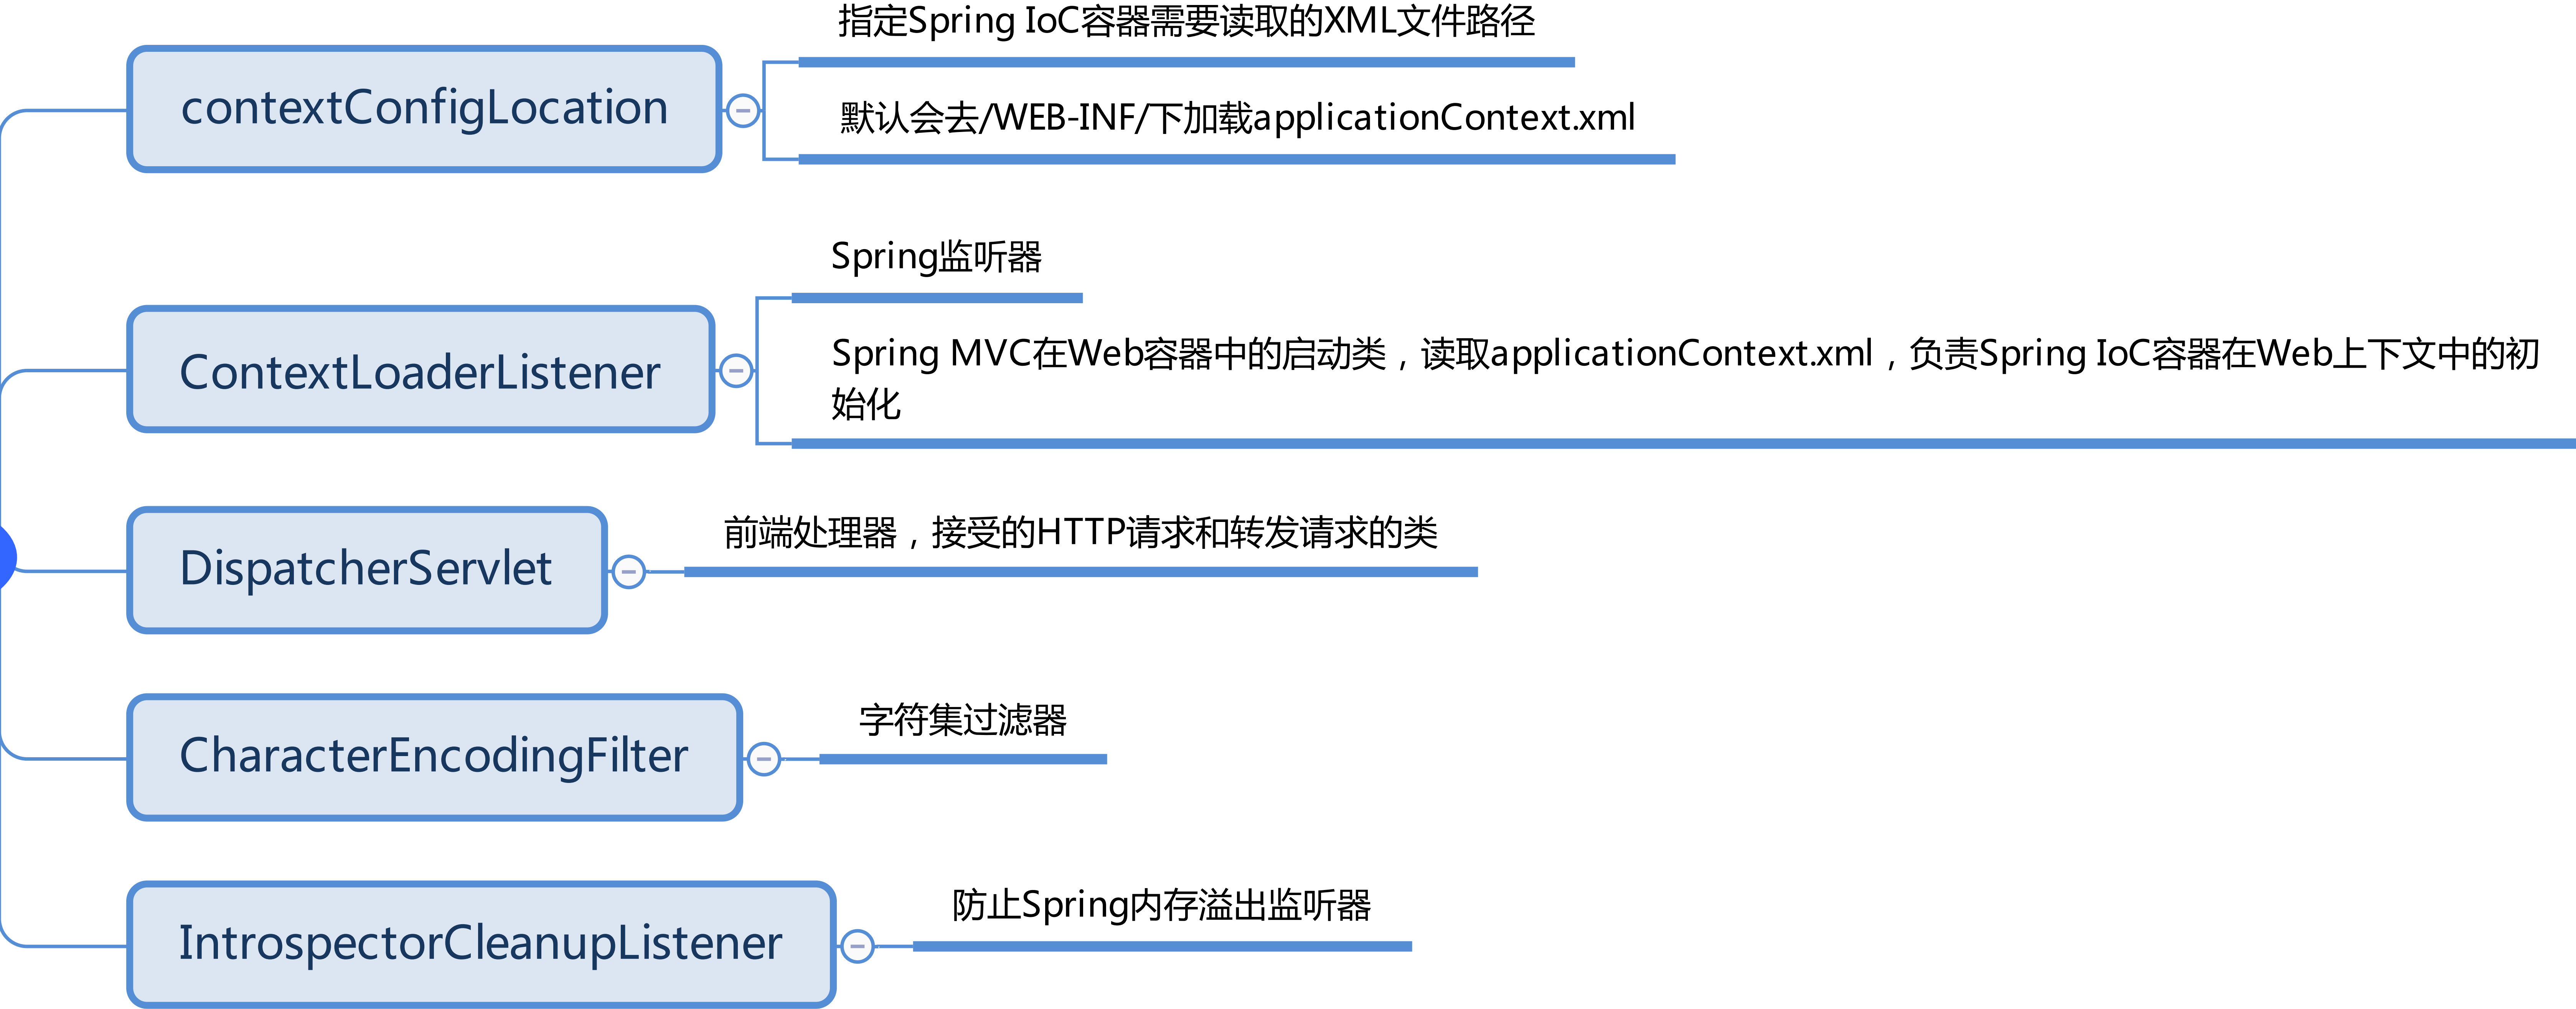 指定Spring IoC容器需要读取的XML文件路径
contextConfigLocation
默认会去/WEB-INF/下加载applicationContext.xml
Spring监听器
ContextLoaderListener
Spring MVC在Web容器中的启动类，读取applicationContext.xml，负责Spring IoC容器在Web上下文中的初
始化
DispatcherServlet
前端处理器，接受的HTTP请求和转发请求的类
CharacterEncodingFilter
字符集过滤器
IntrospectorCleanupListener
防止Spring内存溢出监听器